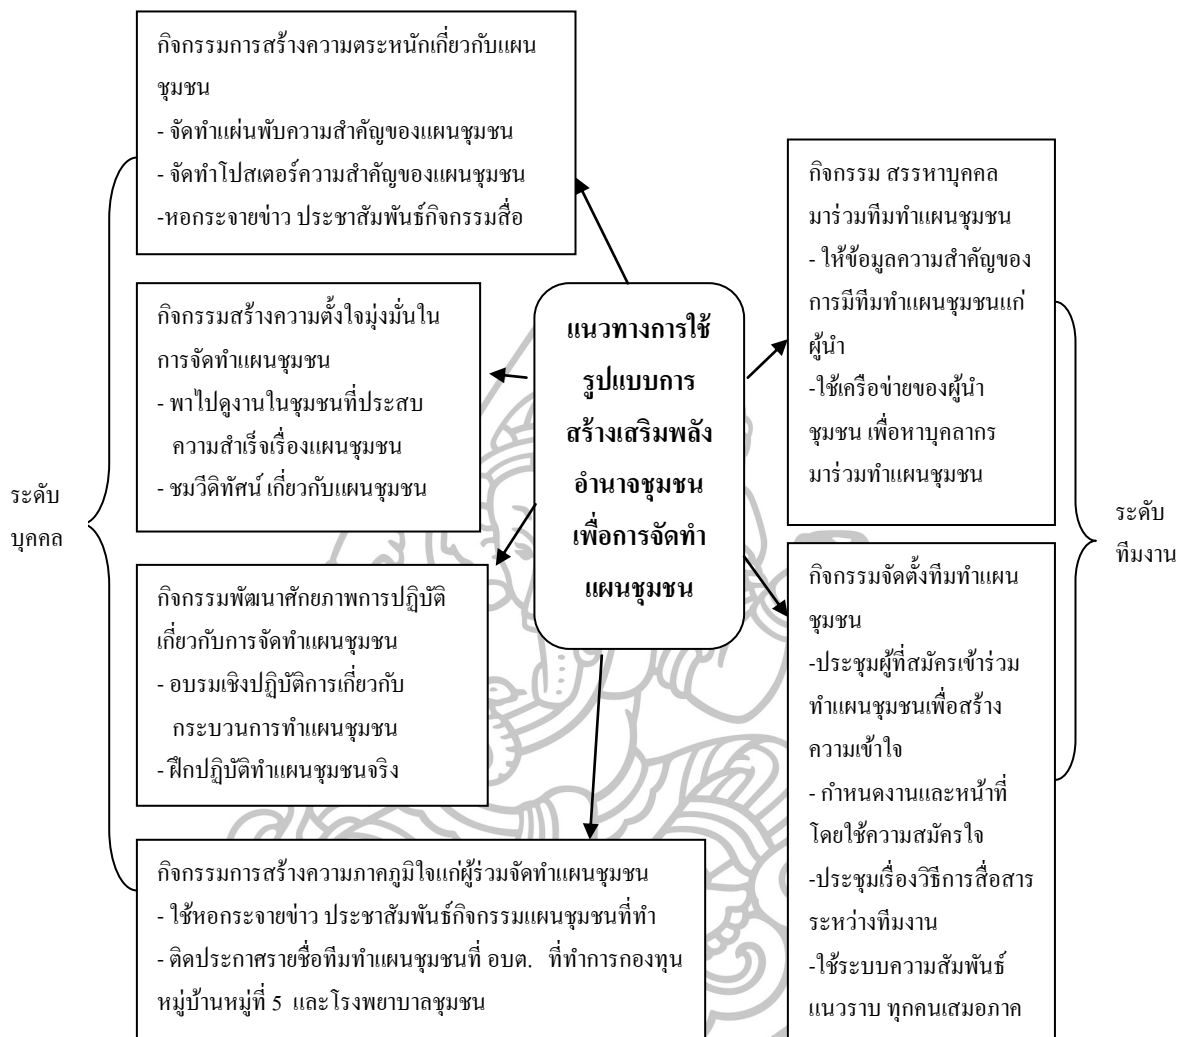 กิจกรรมการสร้างความตระหนักเกี่ยวกับแผน
ชุมชน
- จัดทำแผ่นพับความสำคัญของแผนชุมชน
- จัดทำโปสเตอร์ความสำคัญของแผนชุมชน
-หอกระจายข่าว ประชาสัมพันธ์กิจกรรมสื่อ
กิจกรรมสร้างความตั้งใจมุ่งมั่นใน
การจัดทำแผนชุมชน
- พาไปดูงานในชุมชนที่ประสบ
ความสำเร็จเรื่องแผนชุมชน
- ชมวีดิทัศน์ เกี่ยวกับแผนชุมชน
ระดับ
บุคคล
กิจกรรมพัฒนาศักยภาพการปฏิบัติ
เกี่ยวกับการจัดทำแผนชุมชน
- อบรมเชิงปฏิบัติการเกี่ยวกับ
กระบวนการทำแผนชุมชน
- ฝึกปฏิบัติทำแผนชุมชนจริง
กิจกรรมการสร้างความภาคภูมิใจแก่ผู้ร่วมจัดทำแผนชุมชน
- ใช้หอกระจายข่าว ประชาสัมพันธ์กิจกรรมแผนชุมชนที่ทำ
- ติดประกาศรายชื่อทีมทำแผนชุมชนที่ อบต. ที่ทำการกองทุน
หมู่บ้านหมู่ที่ 5 และโรงพยาบาลชุมชน
แนวทางการใช้
รูปแบบการ
สร้างเสริมพลัง
อำนาจชุมชน
เพื่อการจัดทำ
แผนชุมชน
กิจกรรม สรรหาบุคคล
มาร่วมทีมทำแผนชุมชน
- ให้ข้อมูลความสำคัญของ
การมีทีมทำแผนชุมชนแก่
ผู้นำ
-ใช้เครือข่ายของผู้นำ
ชุมชน เพื่อหาบุคลากร
มาร่วมทำแผนชุมชน
ระดับ
ทีมงาน
กิจกรรมจัดตั้งทีมทำแผน
ชุมชน
-ประชุมผู้ที่สมัครเข้าร่วม
ทำแผนชุมชนเพื่อสร้าง
ความเข้าใจ
- กำหนดงานและหน้าที่
โดยใช้ความสมัครใจ
-ประชุมเรื่องวิธีการสื่อสาร
ระหว่างทีมงาน
-ใช้ระบบความสัมพันธ์
แนวราบ ทุกคนเสมอภาค